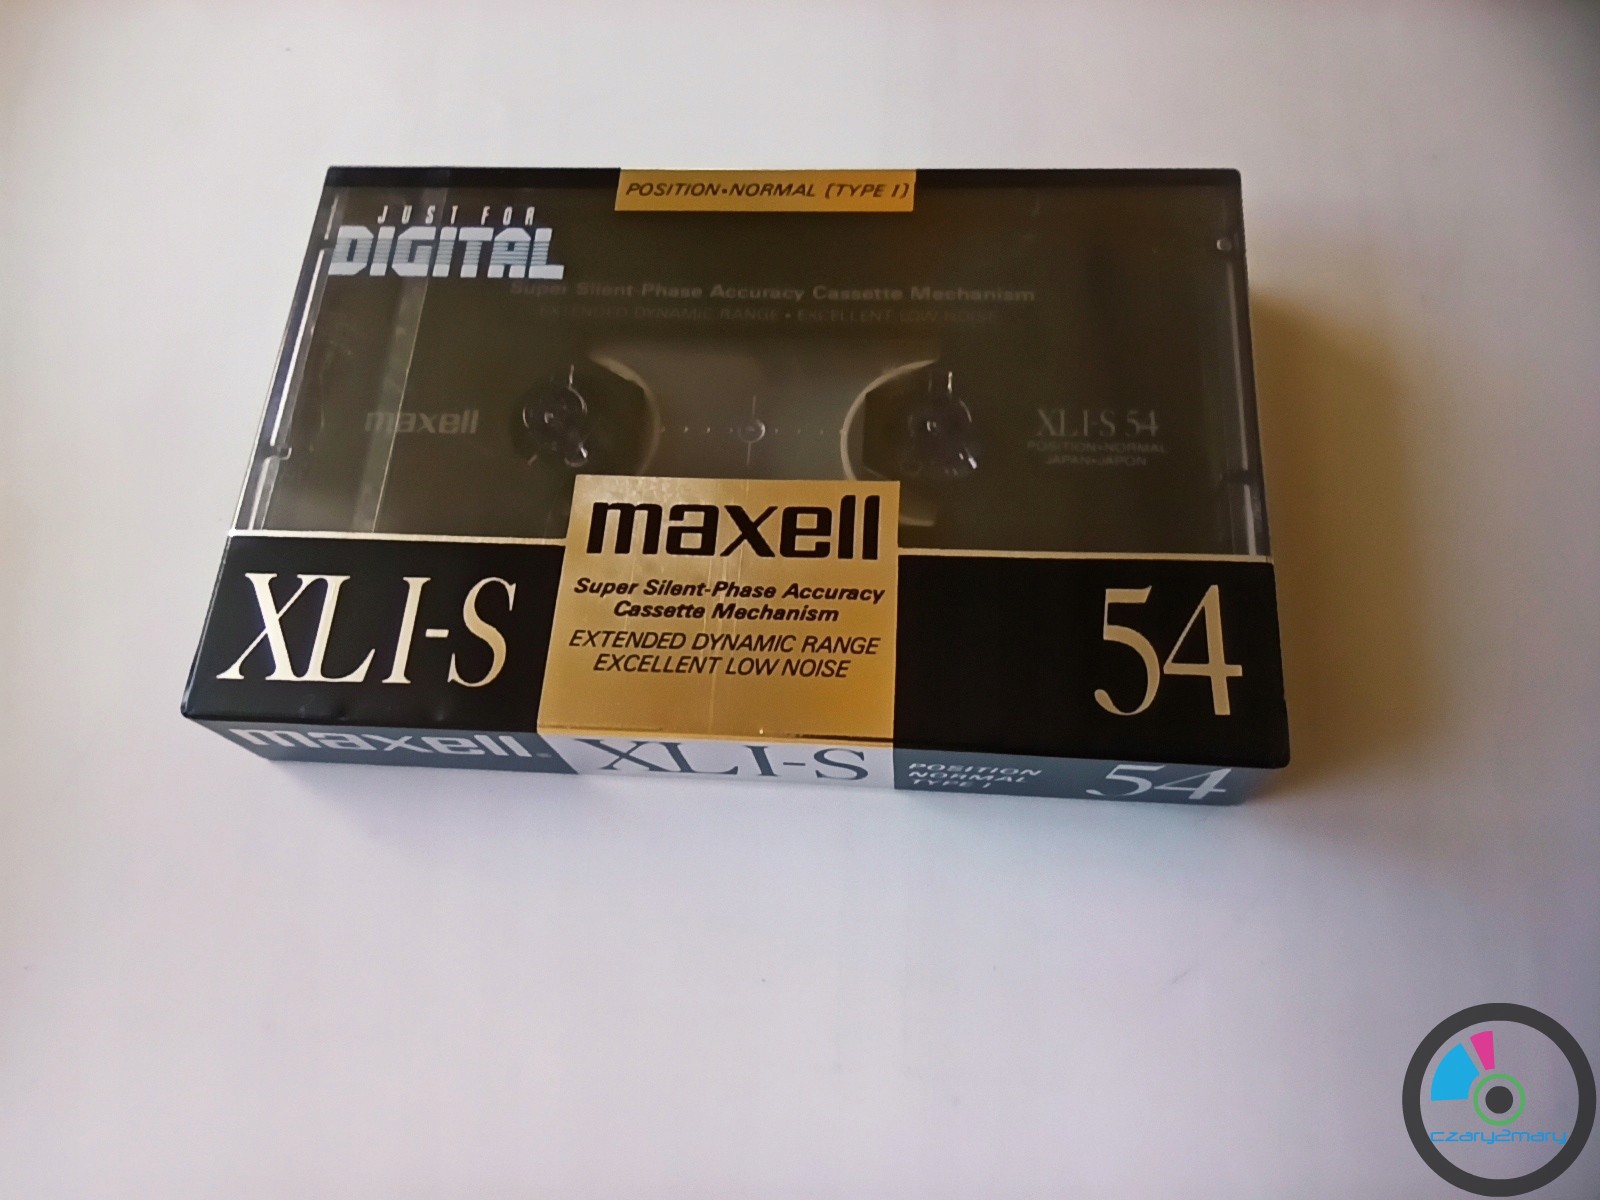 POSITION•NORMAL (TYPE I)
JUST FOR
DIGITAL
Super Silent-Phase Accuracy Cassette Mechanism
EXTENDED DYNAMIC RANGE • EXCELLENT LOW NOISE
maxell
XLI-S 54
POSITION•NORMAL
JAPAN•JAPON
maxell
Super Silent-Phase Accuracy
Cassette Mechanism
EXTENDED DYNAMIC RANGE
EXCELLENT LOW NOISE
XLI-S
54
maxell.
XLI-S
POSITION
NORMAL
TYPE I
54
czary2mary